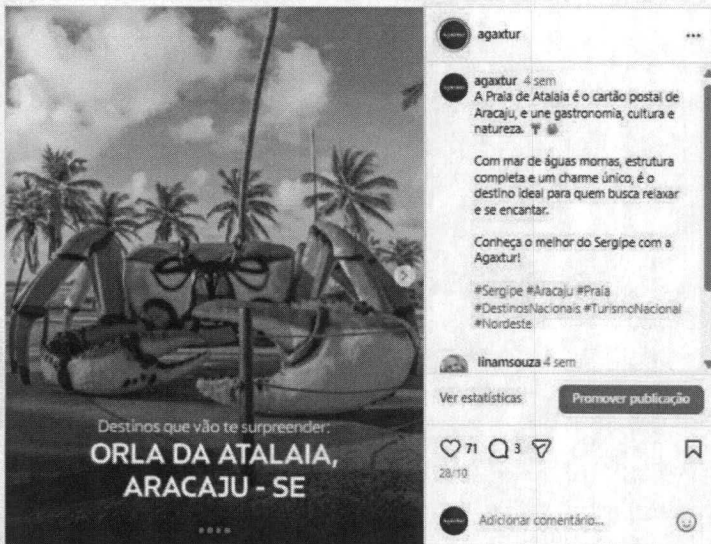 Destinos que vão te surpreender:
ORLA DA ATALAIA,
ARACAJU - SE
agaxtur
agaxtur 4 sem
A Praia de Atalaia é o cartão postal de
Aracaju, e une gastronomia, cultura e
natureza.
Com mar de águas mornas, estrutura
completa e um charme único, é o
destino ideal para quem busca relaxar
e se encantar.
Conheça o melhor do Sergipe com a
Agaxtur!
#Sergipe #Aracaju #Praia
#DestinosNacionais #TurismoNacional
#Nordeste
linamsouza 4 sem
Ver estatísticas
Promover publicação
71 3
28/10
Adicionar comentário...